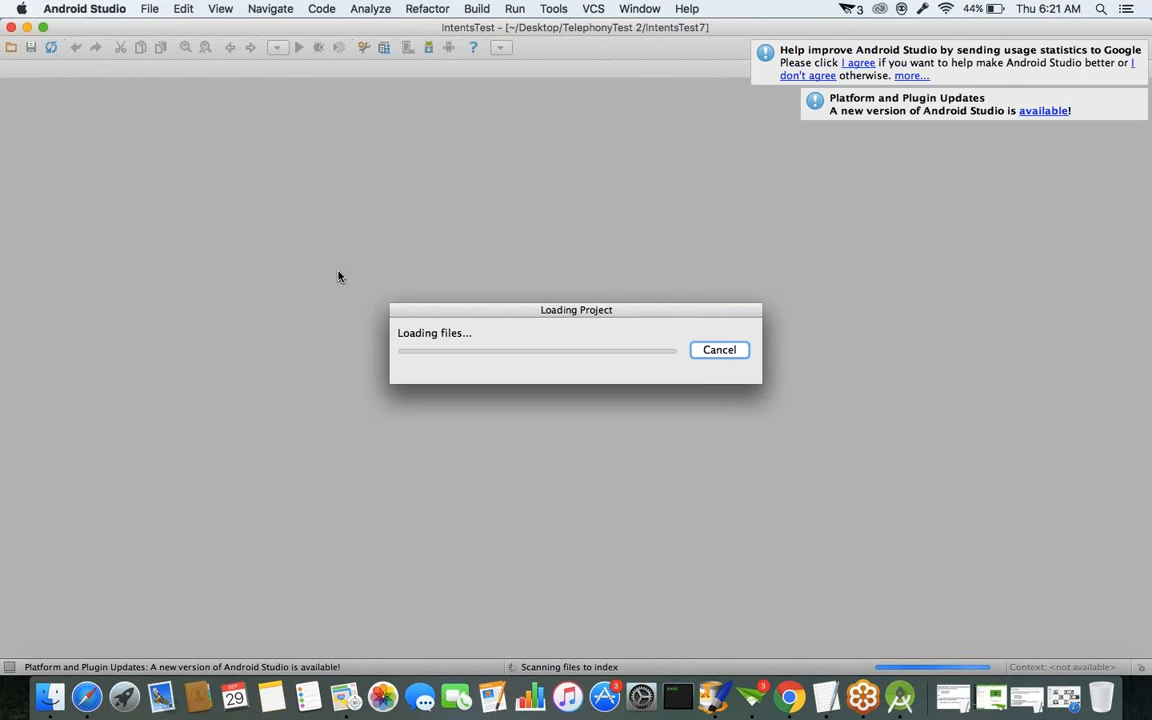 Android Studio File Edit View Navigate Code Analyze Refactor Build Run Tools VCS Window Help 3 44% Thu 6:21 AM
IntentsTest - [~/Desktop/TelephonyTest 2/IntentsTest7]
Help improve Android Studio by sending usage statistics to Google
Please click I agree if you want to help make Android Studio better or I
don't agree otherwise. more...
Platform and Plugin Updates
A new version of Android Studio is available!
Loading Project
Loading files...
Cancel
Platform and Plugin Updates: A new version of Android Studio is available! Scanning files to index Context: <not available>
SEP
29
3
3